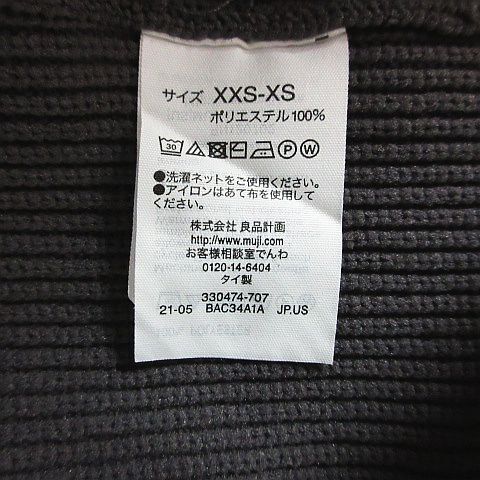 サイズ XXS-XS
ポリエステル100%
30 P W
●洗濯ネットをご使用ください。
●アイロンはあて布を使用して
ください。
株式会社 良品計画
http://www.muji.com/
お客様相談室でんわ
0120-14-6404
タイ製
330474-707
21-05 BAC34A1A JP.US